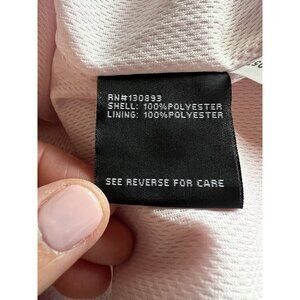 RN#130893
SHELL: 100%POLYESTER
LINING: 100%POLYESTER
SEE REVERSE FOR CARE